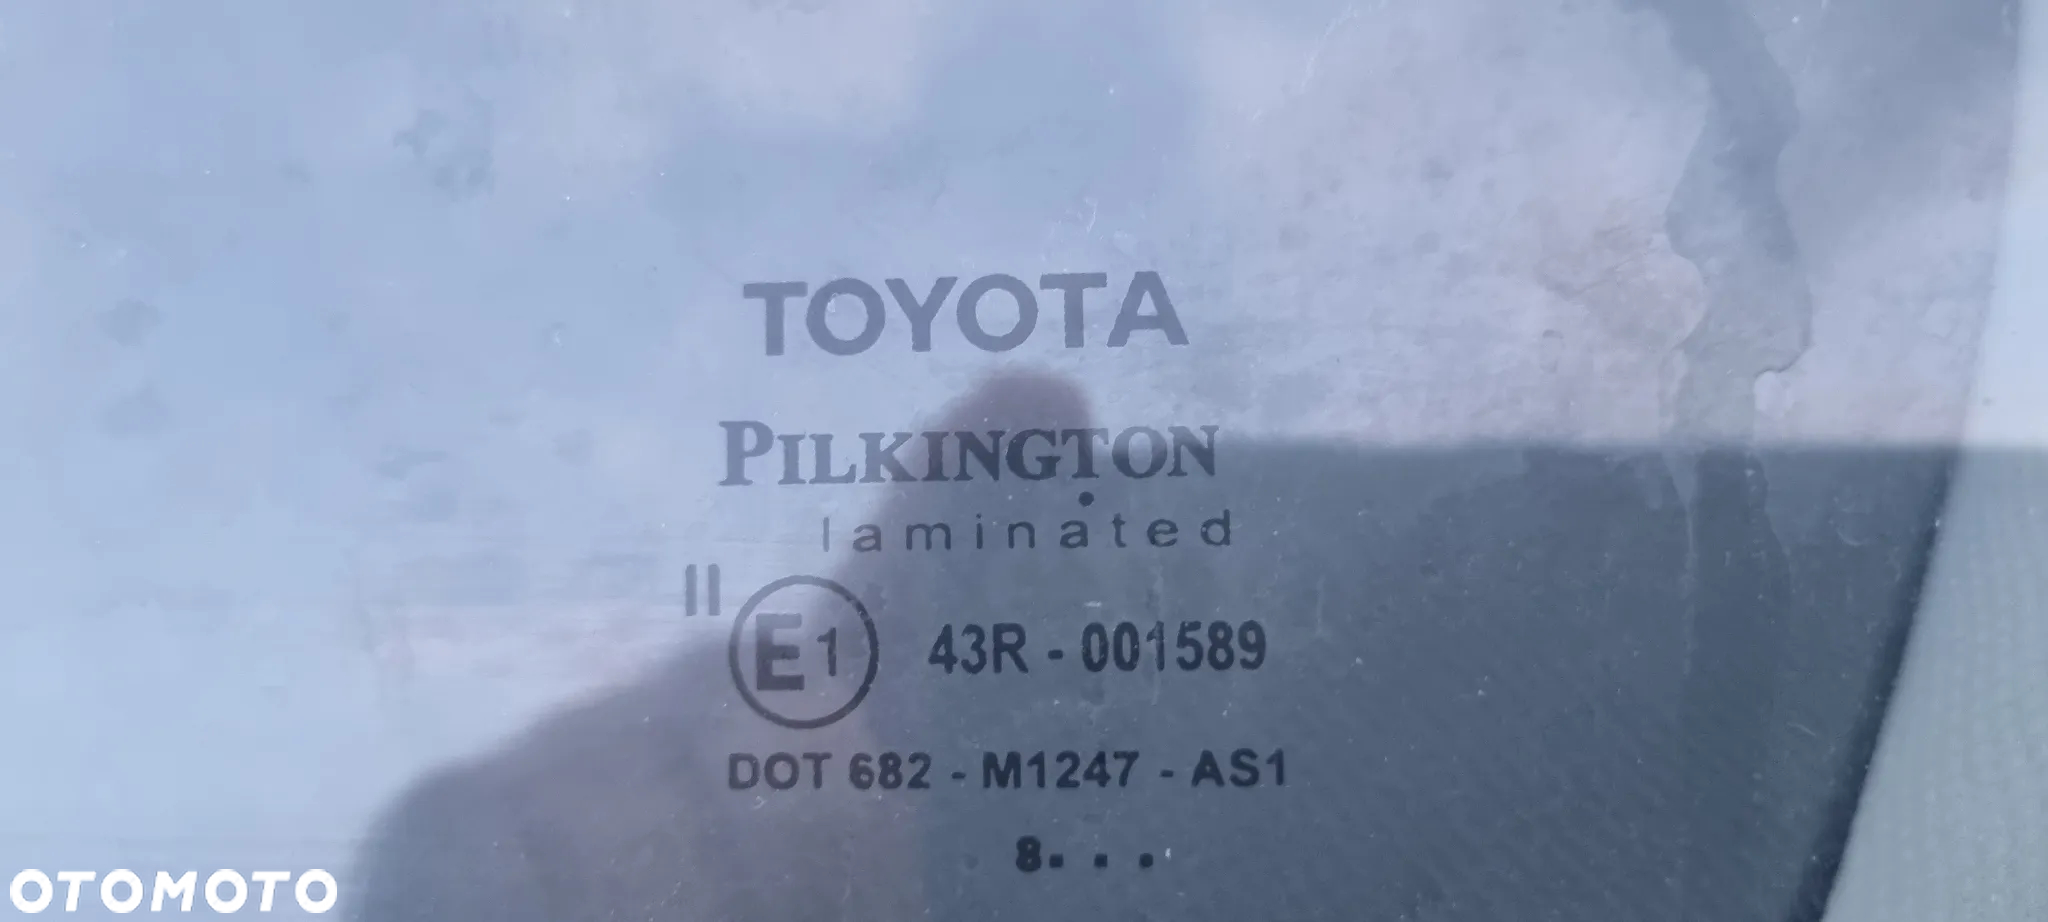 TOYOTA
PILKINGTON
laminated
II
E1 43R - 001589
DOT 682 - M1247 - AS1
8. . .
OTOMOTO